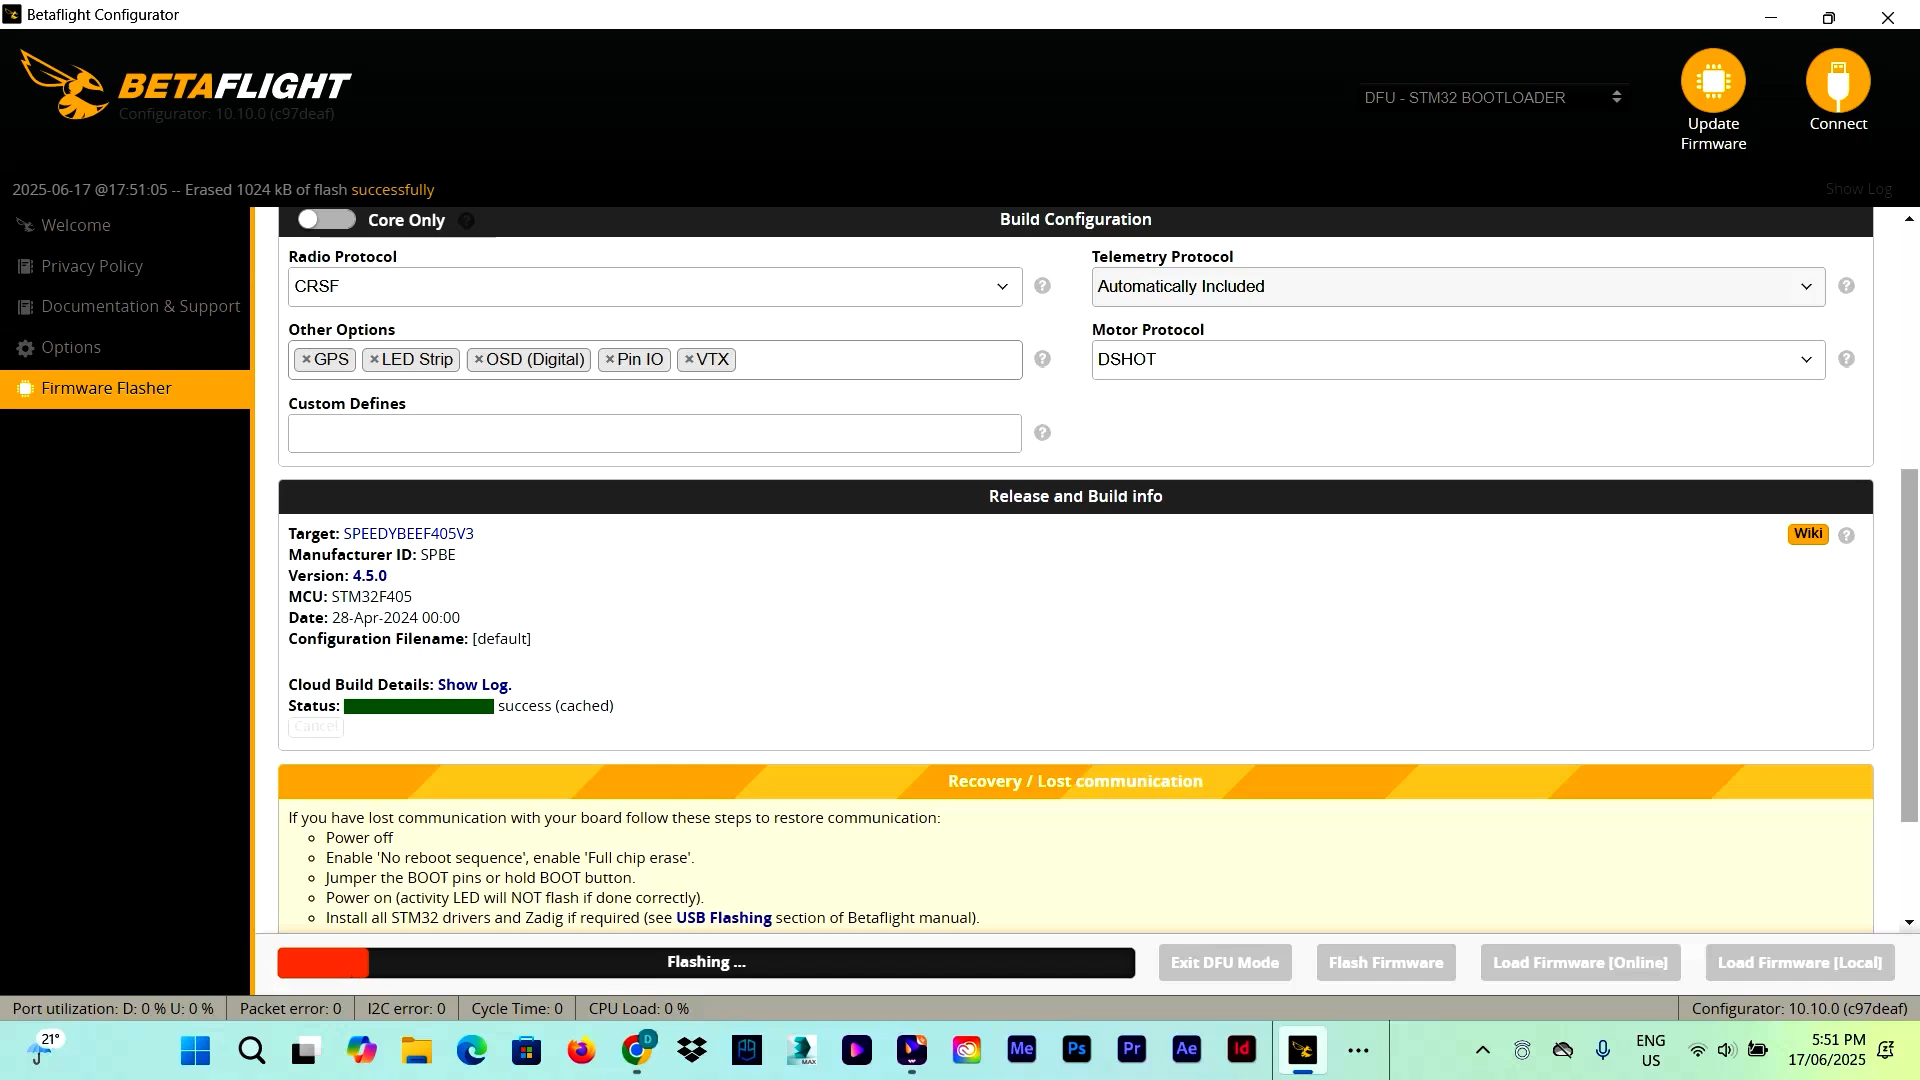 Betaflight Configurator
BETAFLIGHT
Configurator: 10.10.0 (c97deaf)
DFU - STM32 BOOTLOADER
Update
Firmware
Connect
2025-06-17 @17:51:05 -- Erased 1024 kB of flash successfully
Show Log
Welcome
Privacy Policy
Documentation & Support
Options
Firmware Flasher
Core Only
Build Configuration
Radio Protocol
Telemetry Protocol
CRSF
Automatically Included
Other Options
Motor Protocol
×GPS ×LED Strip ×OSD (Digital) ×Pin IO ×VTX
DSHOT
Custom Defines
Release and Build info
Target: SPEEDYBEEF405V3
Wiki
Manufacturer ID: SPBE
Version: 4.5.0
MCU: STM32F405
Date: 28-Apr-2024 00:00
Configuration Filename: [default]
Cloud Build Details: Show Log.
Status: success (cached)
Cancel
Recovery / Lost communication
If you have lost communication with your board follow these steps to restore communication:
Power off
Enable 'No reboot sequence', enable 'Full chip erase'.
Jumper the BOOT pins or hold BOOT button.
Power on (activity LED will NOT flash if done correctly).
Install all STM32 drivers and Zadig if required (see USB Flashing section of Betaflight manual).
Flashing ...
Exit DFU Mode
Flash Firmware
Load Firmware [Online]
Load Firmware [Local]
Port utilization: D: 0 % U: 0 %
Packet error: 0
I2C error: 0
Cycle Time: 0
CPU Load: 0 %
Configurator: 10.10.0 (c97deaf)
21°
D
MAX
Me
Ps
Pr
Ae
Id
ENG
US
5:51 PM
17/06/2025